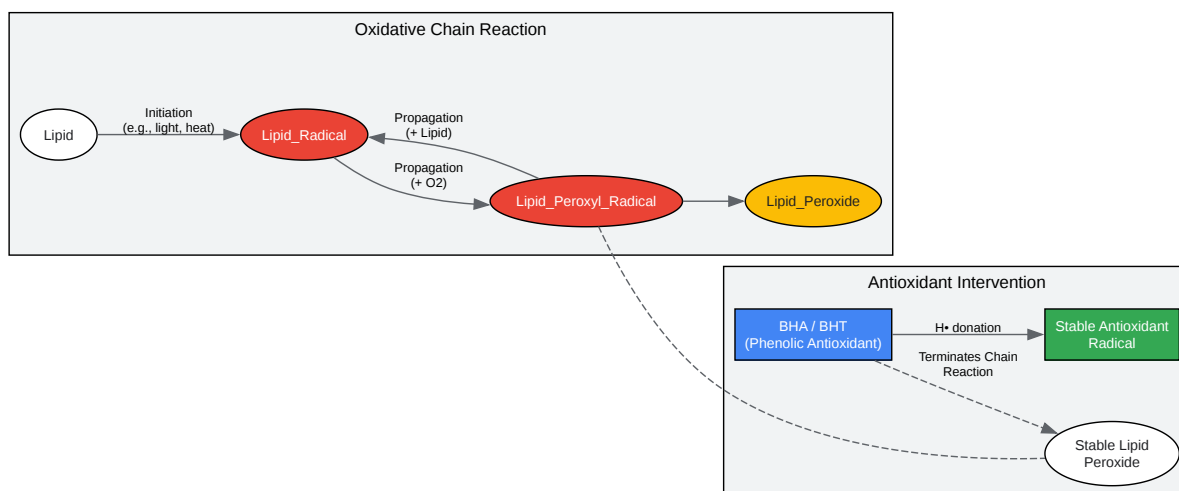 Oxidative Chain Reaction
Lipid
Initiation
(e.g., light, heat)
Lipid_Radical
Propagation
(+ Lipid)
Propagation
(+ O2)
Lipid_Peroxyl_Radical
Lipid_Peroxide
Antioxidant Intervention
BHA / BHT
(Phenolic Antioxidant)
H• donation
Stable Antioxidant
Radical
Terminates Chain
Reaction
Stable Lipid
Peroxide